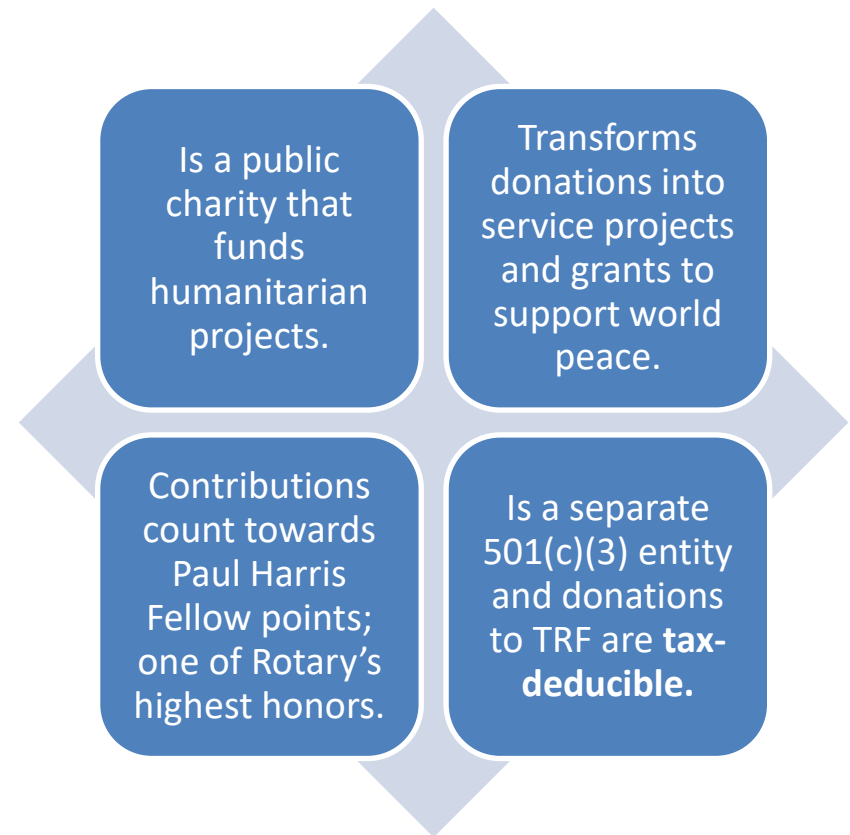 Is a public
charity that
funds
humanitarian
projects.
Transforms
donations into
service projects
and grants to
support world
peace.
Contributions
count towards
Paul Harris
Fellow points;
one of Rotary’s
highest honors.
Is a separate
501(c)(3) entity
and donations
to TRF are tax-
deducible.